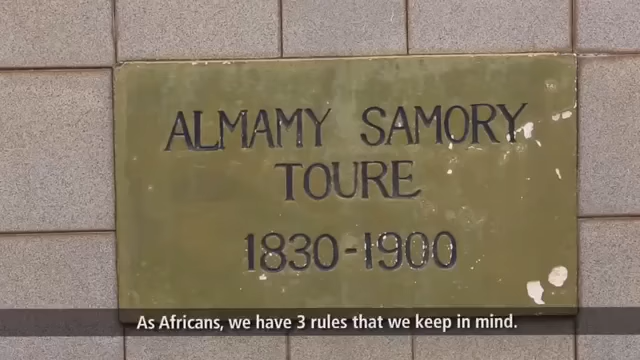 ALMAMY SAMORY
TOURE
1830-1900
As Africans, we have 3 rules that we keep in mind.